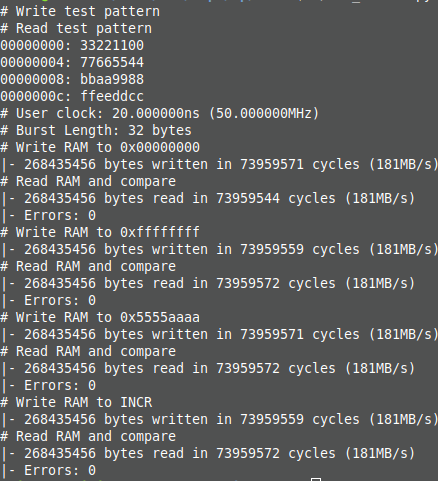 # Write test pattern
# Read test pattern
00000000: 33221100
00000004: 77665544
00000008: bbaa9988
0000000c: ffeeddcc
# User clock: 20.000000ns (50.000000MHz)
# Burst Length: 32 bytes
# Write RAM to 0x00000000
|- 268435456 bytes written in 73959571 cycles (181MB/s)
# Read RAM and compare
|- 268435456 bytes read in 73959544 cycles (181MB/s)
|- Errors: 0
# Write RAM to 0xffffffff
|- 268435456 bytes written in 73959559 cycles (181MB/s)
# Read RAM and compare
|- 268435456 bytes read in 73959572 cycles (181MB/s)
|- Errors: 0
# Write RAM to 0x5555aaaa
|- 268435456 bytes written in 73959571 cycles (181MB/s)
# Read RAM and compare
|- 268435456 bytes read in 73959572 cycles (181MB/s)
|- Errors: 0
# Write RAM to INCR
|- 268435456 bytes written in 73959559 cycles (181MB/s)
# Read RAM and compare
|- 268435456 bytes read in 73959572 cycles (181MB/s)
|- Errors: 0